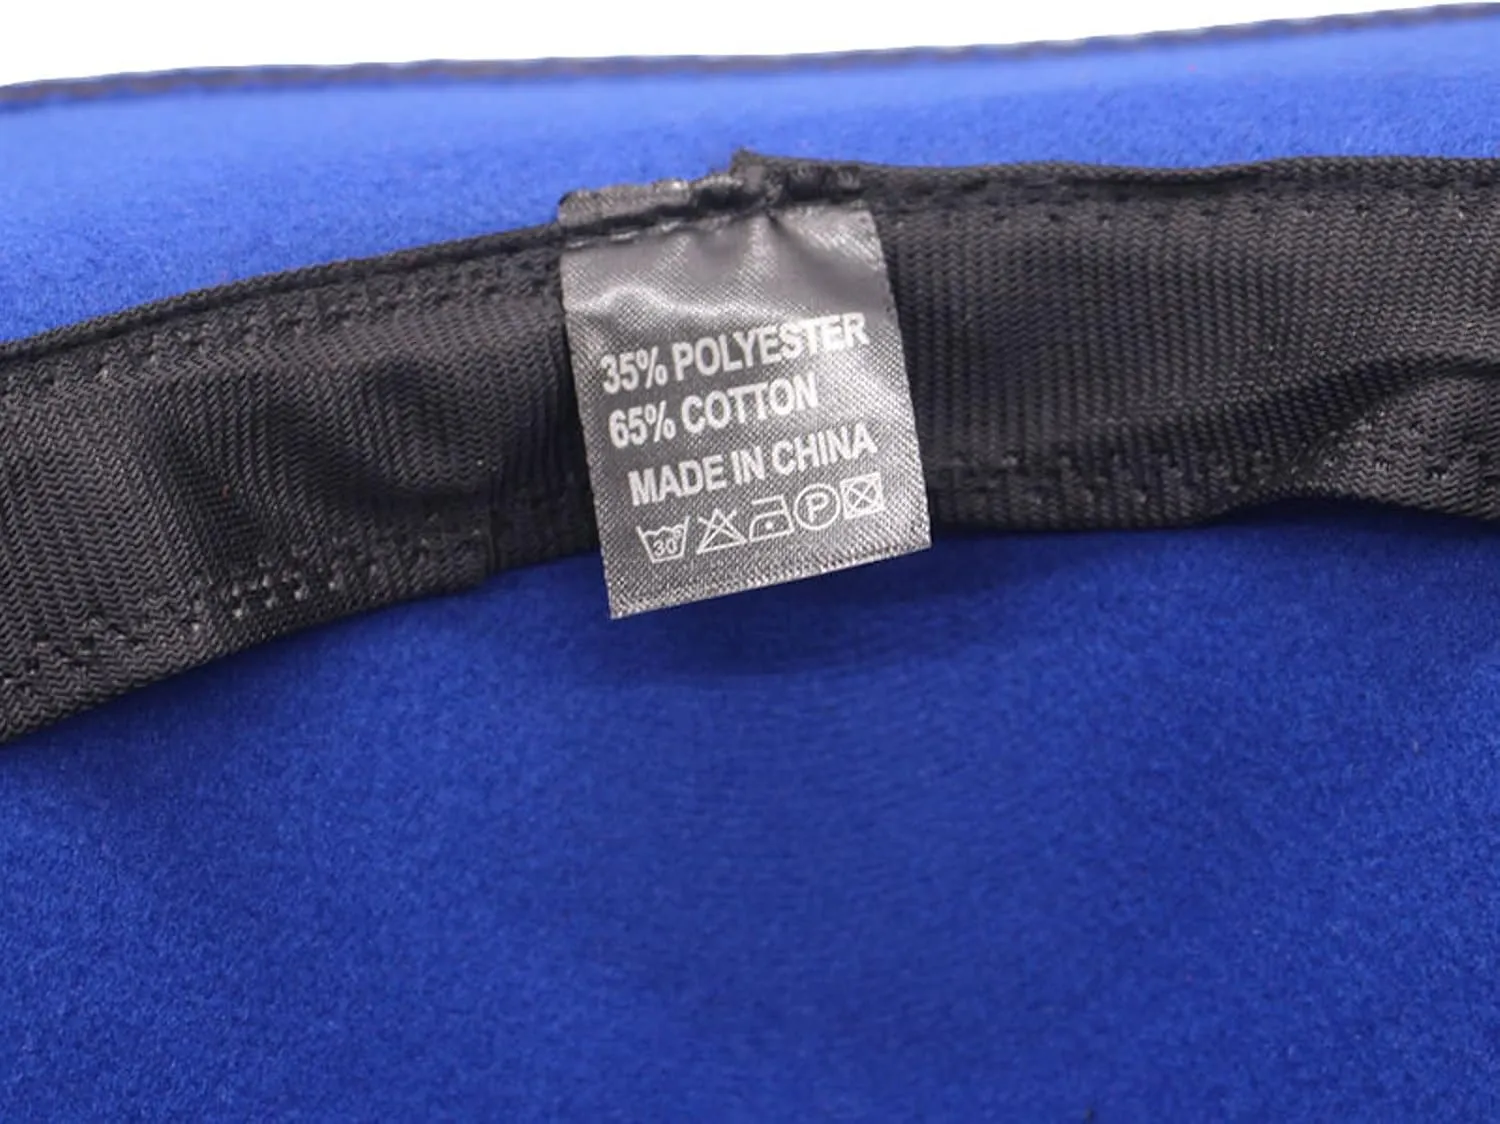 35% POLYESTER
65% COTTON
MADE IN CHINA
30 P